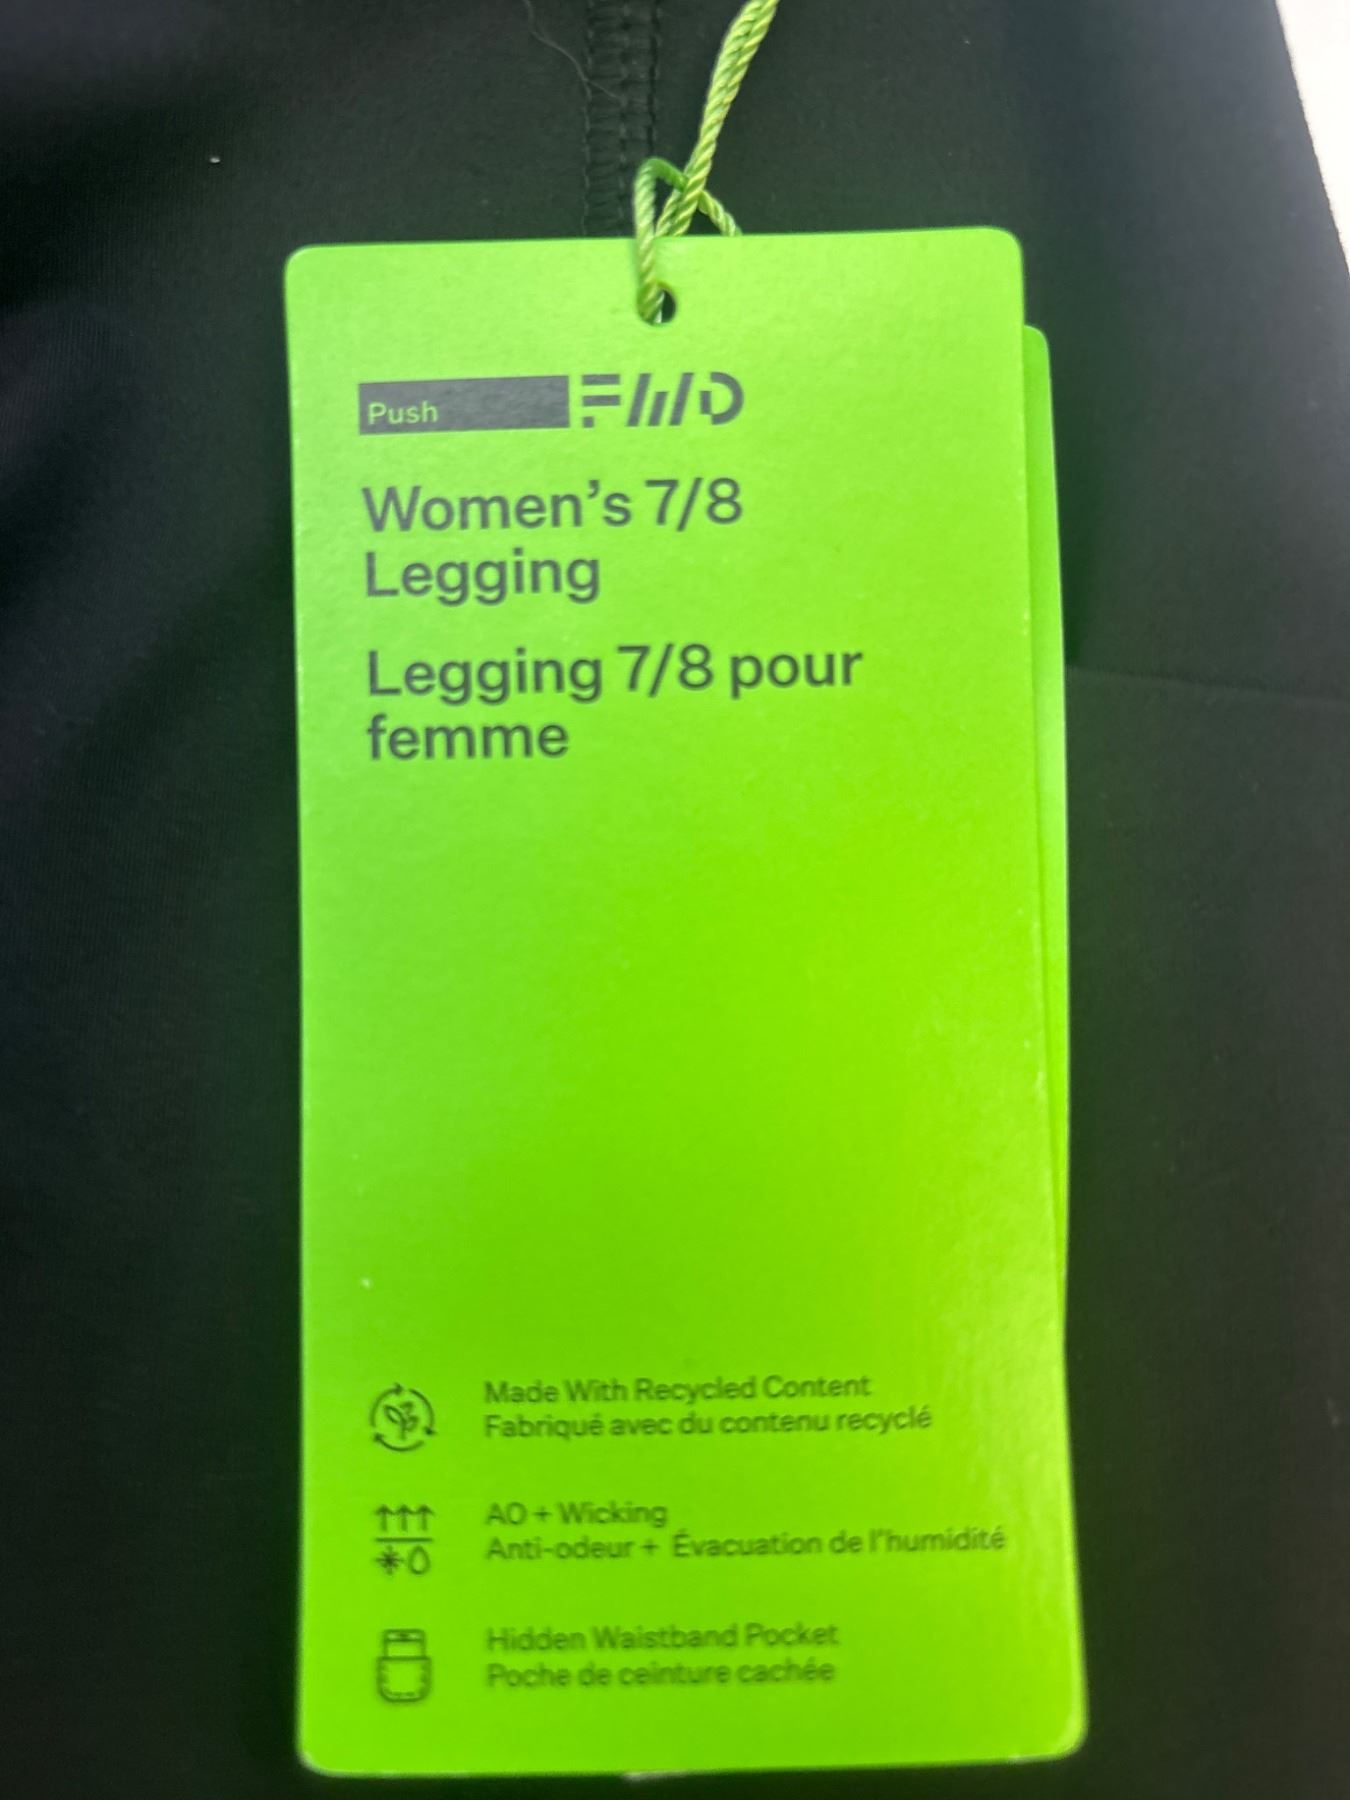 Push FWD
Women's 7/8
Legging
Legging 7/8 pour
femme
Made With Recycled Content
Fabriqué avec du contenu recyclé
AO + Wicking
Anti-odeur + Évacuation de l'humidité
Hidden Waistband Pocket
Poche de ceinture cachée